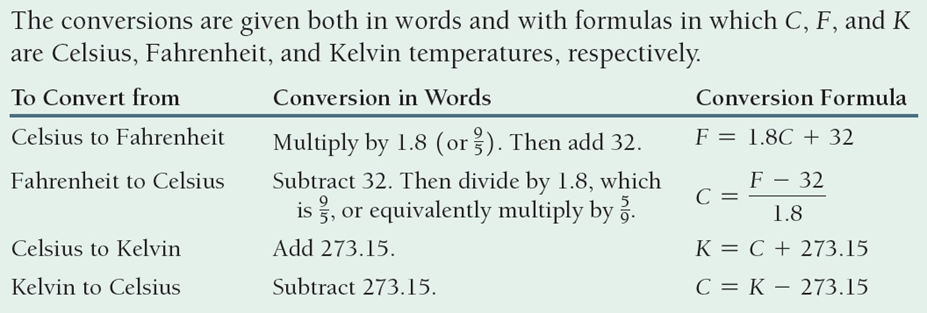 The conversions are given both in words and with formulas in which C, F, and K
are Celsius, Fahrenheit, and Kelvin temperatures, respectively.
To Convert from Conversion in Words Conversion Formula
Celsius to Fahrenheit Multiply by 1.8 (or 9/5). Then add 32. F = 1.8C + 32
Fahrenheit to Celsius Subtract 32. Then divide by 1.8, which
is 9/5, or equivalently multiply by 5/9. C = F − 32 / 1.8
Celsius to Kelvin Add 273.15. K = C + 273.15
Kelvin to Celsius Subtract 273.15. C = K − 273.15